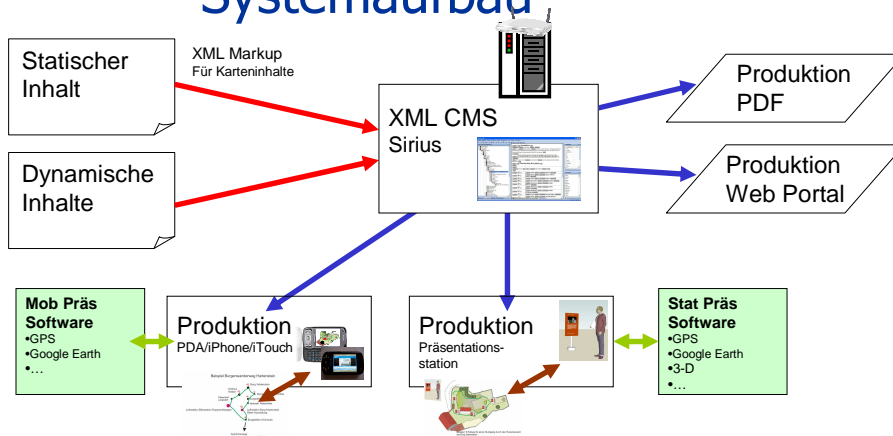 Systemaufbau
Statischer
Inhalt
XML Markup
Für Karteninhalte
XML CMS
Sirius
Produktion
PDF
Dynamische
Inhalte
Produktion
Web Portal
Mob Präs
Software
•GPS
•Google Earth
•…
Produktion
PDA/iPhone/iTouch
Produktion
Präsentations-
station
Stat Präs
Software
•GPS
•Google Earth
•3-D
•…